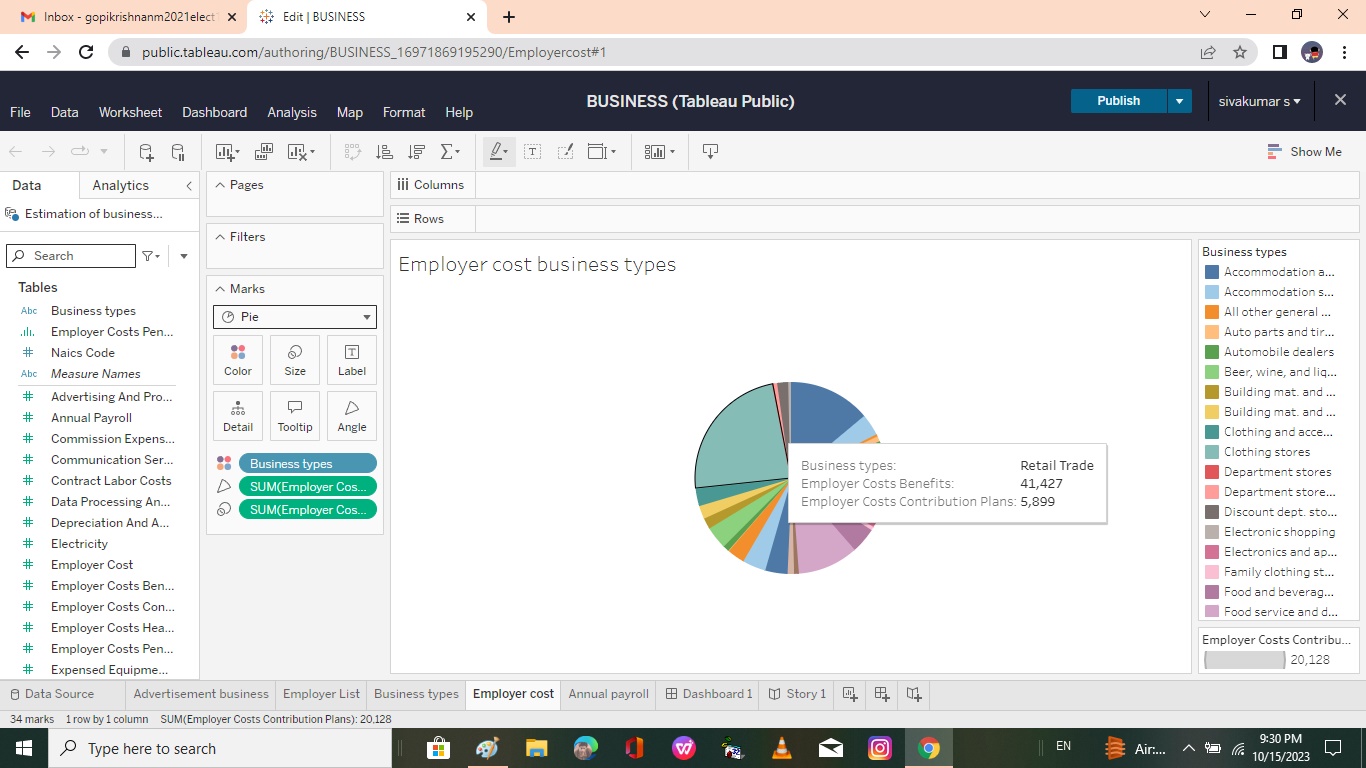 Inbox - gopikrishnanm2021elect
Edit | BUSINESS
public.tableau.com/authoring/BUSINESS_16971869195290/Employercost#1
BUSINESS (Tableau Public)
Publish
sivakumar s
File Data Worksheet Dashboard Analysis Map Format Help
Show Me
Data
Analytics
Estimation of business...
Search
Tables
Abc Business types
Employer Costs Pen...
# Naics Code
Abc Measure Names
# Advertising And Pro...
# Annual Payroll
# Commission Expens...
# Communication Ser...
# Contract Labor Costs
# Data Processing An...
# Depreciation And A...
# Electricity
# Employer Cost
# Employer Costs Ben...
# Employer Costs Con...
# Employer Costs Hea...
# Employer Costs Pen...
# Expensed Equipme...
Pages
Filters
Marks
Pie
Color
Size
Label
Detail
Tooltip
Angle
Business types
SUM(Employer Cos...
SUM(Employer Cos...
Columns
Rows
Employer cost business types
Business types: Retail Trade
Employer Costs Benefits: 41,427
Employer Costs Contribution Plans: 5,899
Business types
Accommodation a...
Accommodation s...
All other general ...
Auto parts and tir...
Automobile dealers
Beer, wine, and liq...
Building mat. and ...
Building mat. and ...
Clothing and acce...
Clothing stores
Department stores
Department store...
Discount dept. sto...
Electronic shopping
Electronics and ap...
Family clothing st...
Food and beverag...
Food service and d...
Employer Costs Contribu...
20,128
Data Source
Advertisement business
Employer List
Business types
Employer cost
Annual payroll
Dashboard 1
Story 1
34 marks 1 row by 1 column SUM(Employer Costs Contribution Plans): 20,128
Type here to search
Air:...
EN
9:30 PM
10/15/2023